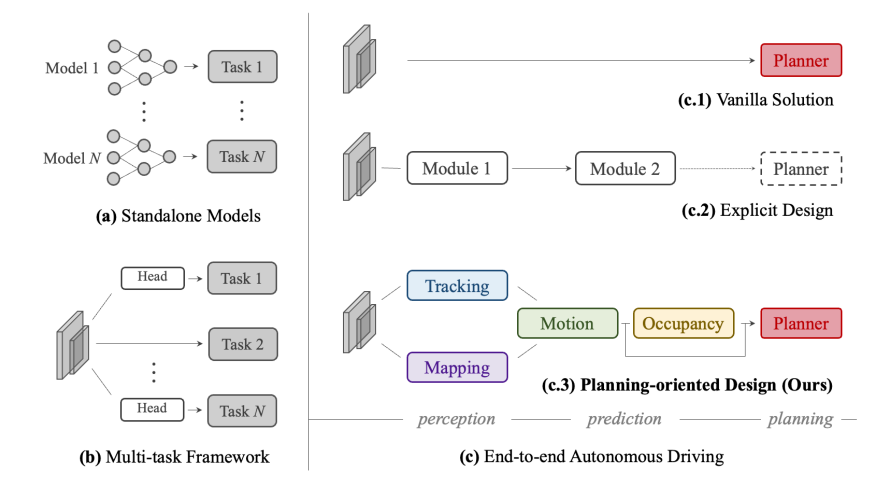 Model 1
Task 1
Model N
Task N
(a) Standalone Models
Head
Task 1
Task 2
Head
Task N
(b) Multi-task Framework
Planner
(c.1) Vanilla Solution
Module 1
Module 2
Planner
(c.2) Explicit Design
Tracking
Motion
Occupancy
Planner
Mapping
(c.3) Planning-oriented Design (Ours)
perception
prediction
planning
(c) End-to-end Autonomous Driving